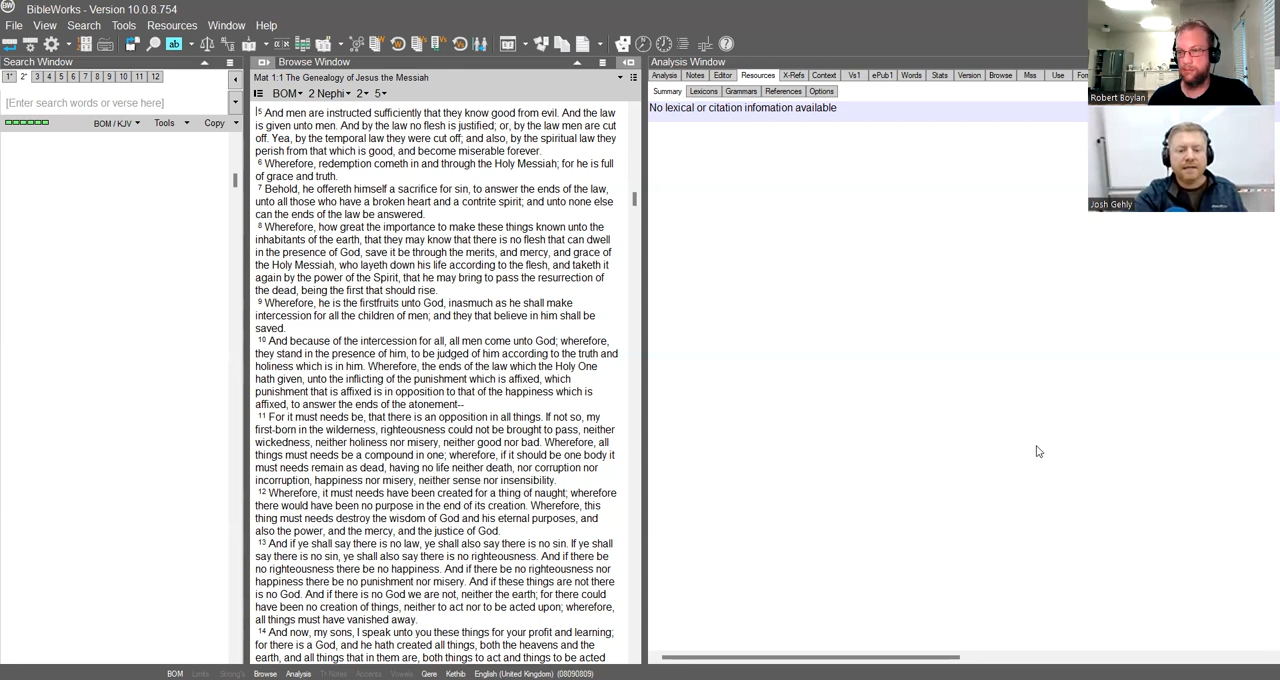 BibleWorks - Version 10.0.8.754
File View Search Tools Resources Window Help
Search Window
1* 2* 3 4 5 6 7 8 9 10 11 12
[Enter search words or verse here]
BOM / KJV Tools Copy
Browse Window
Mat 1:1 The Genealogy of Jesus the Messiah
BOM 2 Nephi 2 5
5 And men are instructed sufficiently that they know good from evil. And the law
is given unto men. And by the law no flesh is justified; or, by the law men are cut
off. Yea, by the temporal law they were cut off; and also, by the spiritual law they
perish from that which is good, and become miserable forever.
6 Wherefore, redemption cometh in and through the Holy Messiah; for he is full
of grace and truth.
7 Behold, he offereth himself a sacrifice for sin, to answer the ends of the law,
unto all those who have a broken heart and a contrite spirit; and unto none else
can the ends of the law be answered.
8 Wherefore, how great the importance to make these things known unto the
inhabitants of the earth, that they may know that there is no flesh that can dwell
in the presence of God, save it be through the merits, and mercy, and grace of
the Holy Messiah, who layeth down his life according to the flesh, and taketh it
again by the power of the Spirit, that he may bring to pass the resurrection of
the dead, being the first that should rise.
9 Wherefore, he is the firstfruits unto God, inasmuch as he shall make
intercession for all the children of men; and they that believe in him shall be
saved.
10 And because of the intercession for all, all men come unto God; wherefore,
they stand in the presence of him, to be judged of him according to the truth and
holiness which is in him. Wherefore, the ends of the law which the Holy One
hath given, unto the inflicting of the punishment which is affixed, which
punishment that is affixed is in opposition to that of the happiness which is
affixed, to answer the ends of the atonement--
11 For it must needs be, that there is an opposition in all things. If not so, my
first-born in the wilderness, righteousness could not be brought to pass, neither
wickedness, neither holiness nor misery, neither good nor bad. Wherefore, all
things must needs be a compound in one; wherefore, if it should be one body it
must needs remain as dead, having no life neither death, nor corruption nor
incorruption, happiness nor misery, neither sense nor insensibility.
12 Wherefore, it must needs have been created for a thing of naught; wherefore
there would have been no purpose in the end of its creation. Wherefore, this
thing must needs destroy the wisdom of God and his eternal purposes, and
also the power, and the mercy, and the justice of God.
13 And if ye shall say there is no law, ye shall also say there is no sin. If ye shall
say there is no sin, ye shall also say there is no righteousness. And if there be
no righteousness there be no happiness. And if there be no righteousness nor
happiness there be no punishment nor misery. And if these things are not there
is no God. And if there is no God we are not, neither the earth; for there could
have been no creation of things, neither to act nor to be acted upon; wherefore,
all things must have vanished away.
14 And now, my sons, I speak unto you these things for your profit and learning;
for there is a God, and he hath created all things, both the heavens and the
earth, and all things that in them are, both things to act and things to be acted
Analysis Window
Analysis Notes Editor Resources X-Refs Context Vs1 ePub1 Words Stats Version Browse Mss Use
Summary Lexicons Grammars References Options
No lexical or citation infomation available
Robert Boylan
Josh Gehly
BOM Limits Strong's Browse Analysis Tr Notes Accents Vowels Qere Kethib English (United Kingdom) (08090809)